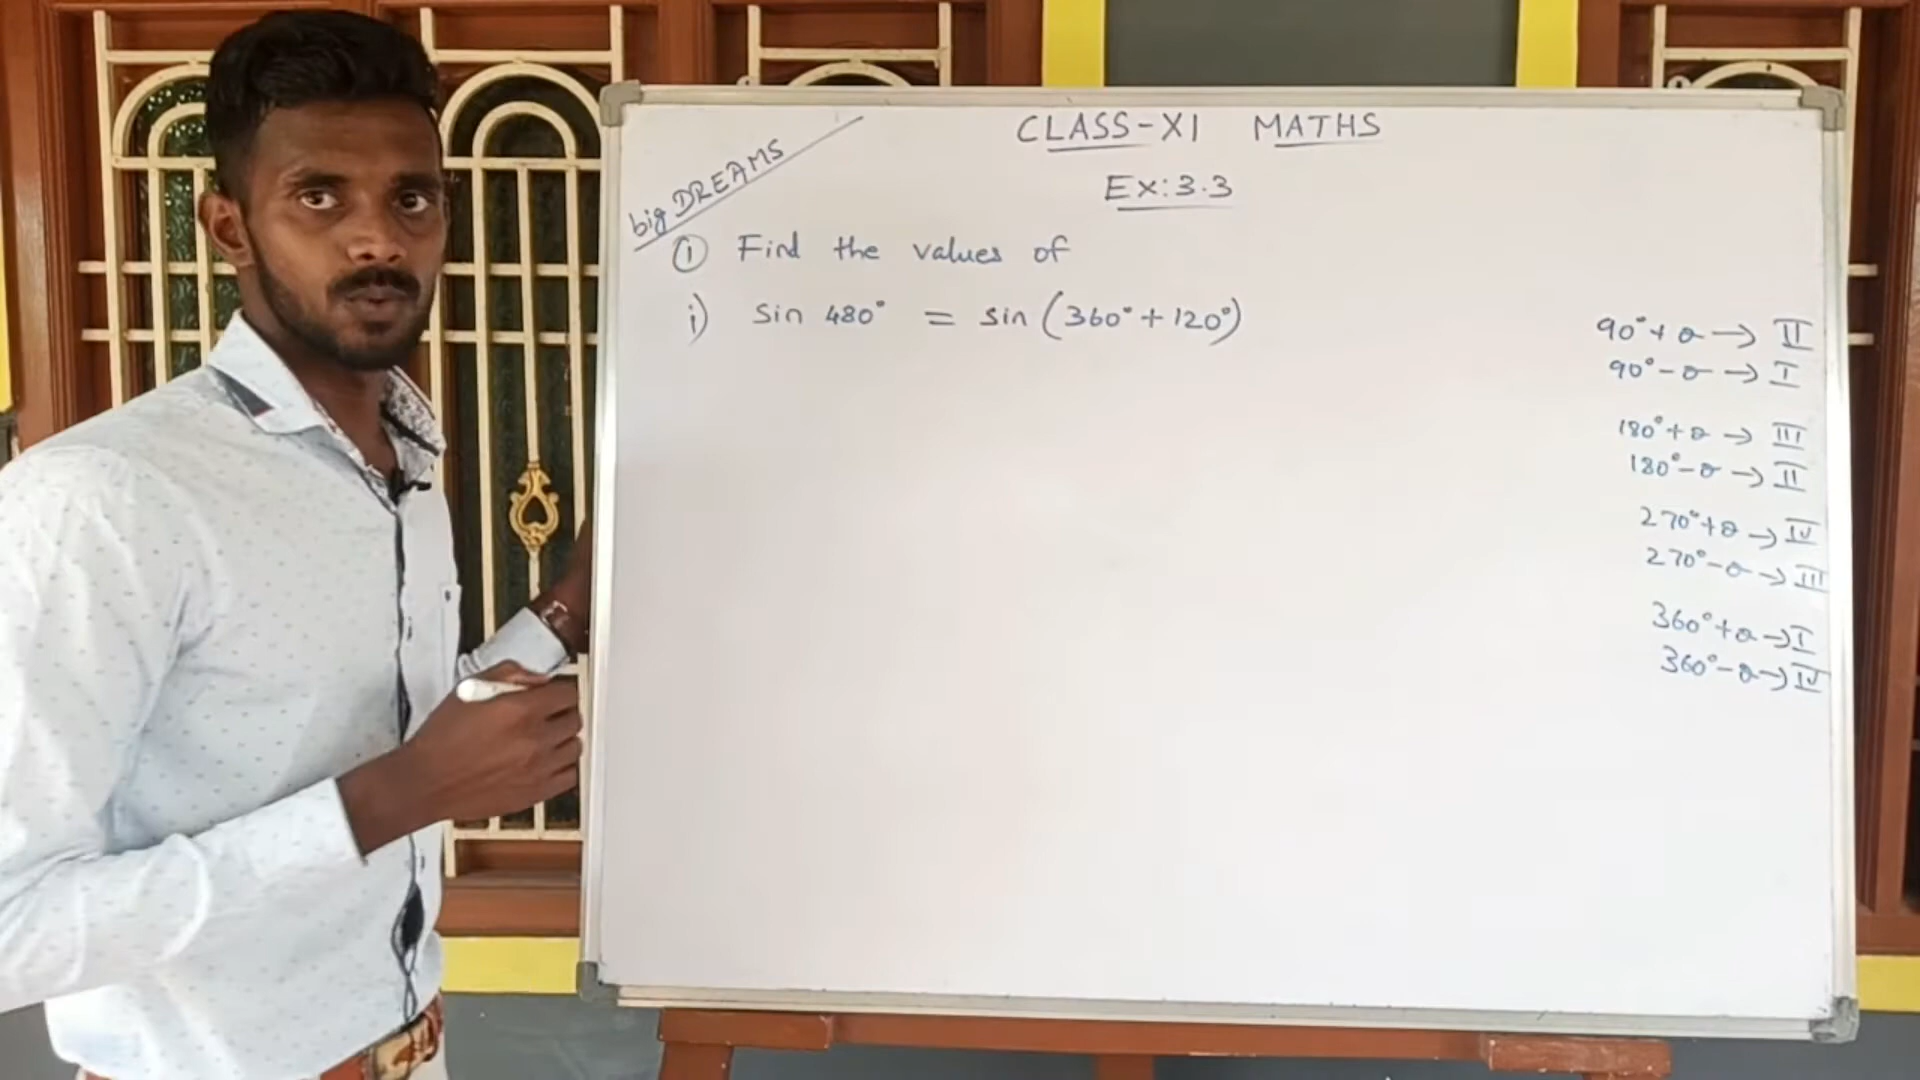 CLASS-XI MATHS
big DREAMS
Ex: 3.3
① Find the values of
i) sin 480° = sin (360° + 120°)
90° + θ → II
90° - θ → I
180° + θ → III
180° - θ → II
270° + θ → IV
270° - θ → III
360° + θ → I
360° - θ → IV